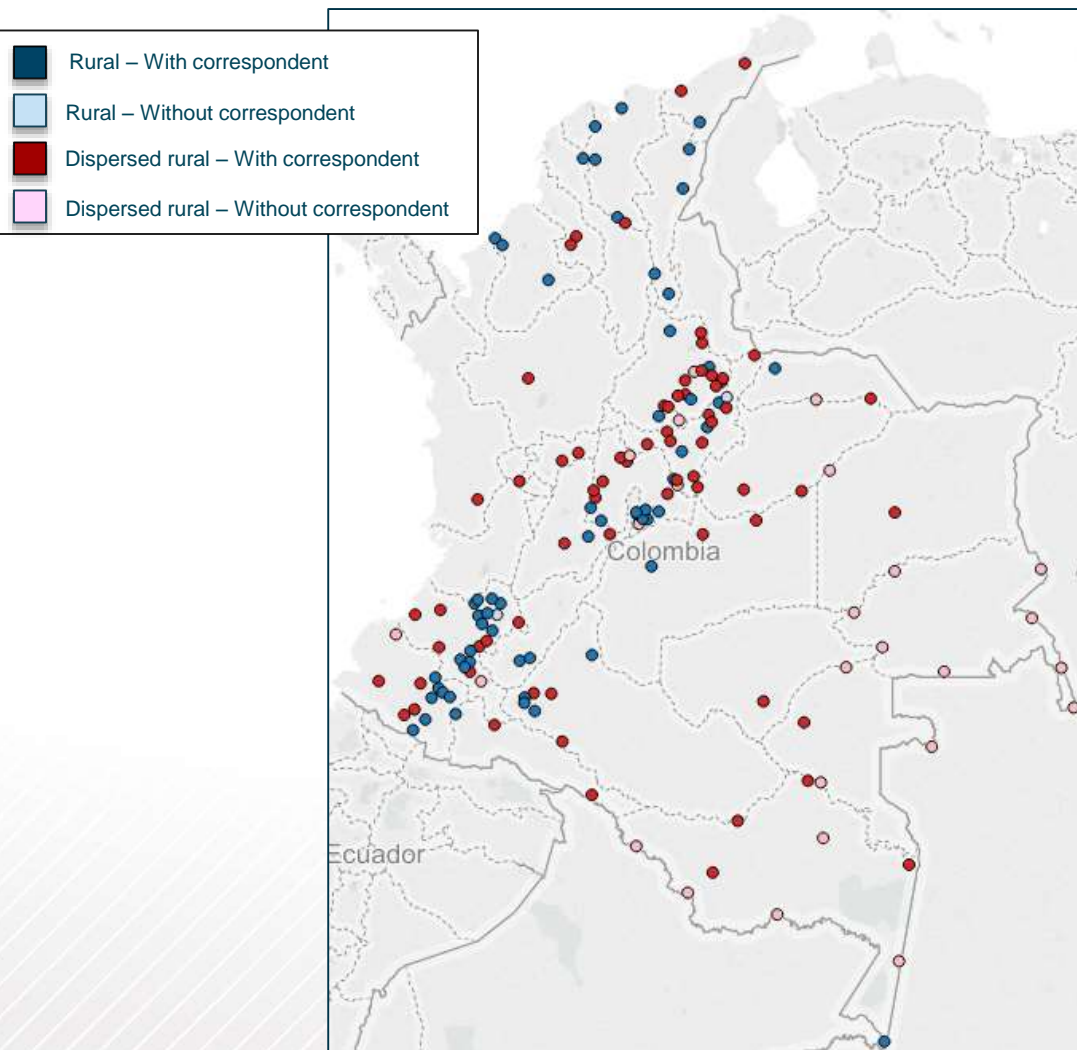 Rural – With correspondent
Rural – Without correspondent
Dispersed rural – With correspondent
Dispersed rural – Without correspondent
Colombia
Ecuador